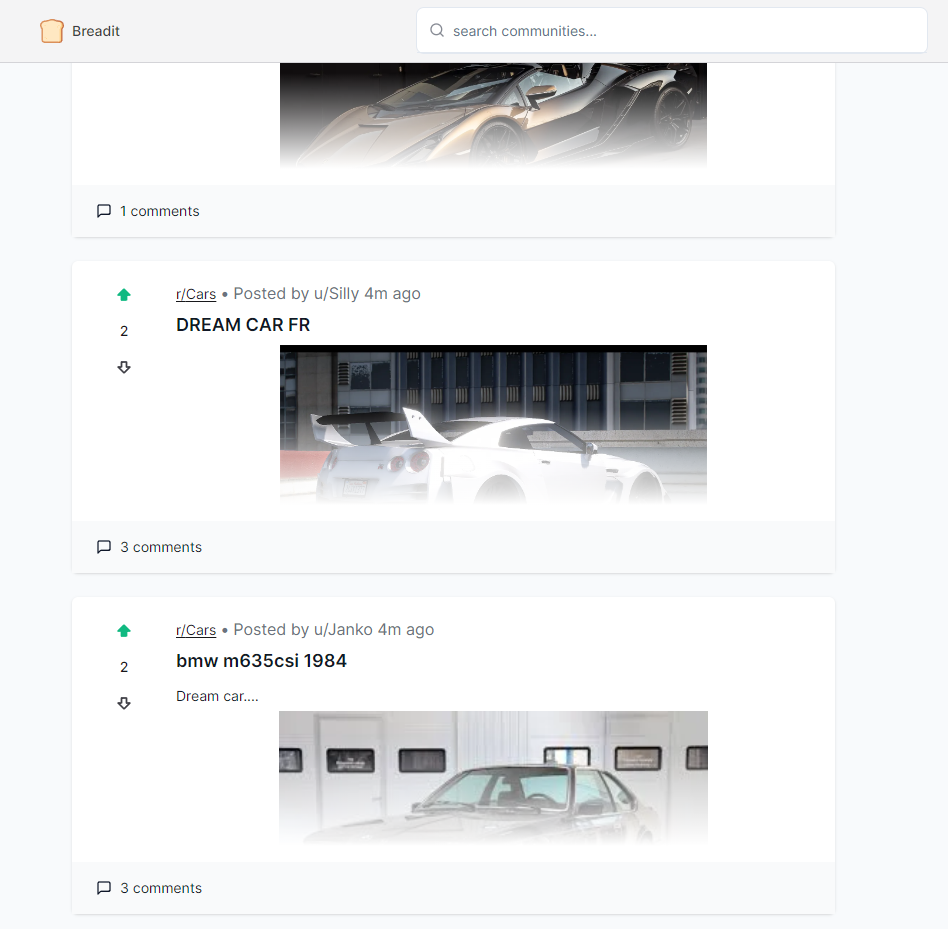 Breadit
search communities...
1 comments
r/Cars • Posted by u/Silly 4m ago
2
DREAM CAR FR
3 comments
r/Cars • Posted by u/Janko 4m ago
2
bmw m635csi 1984
Dream car....
3 comments